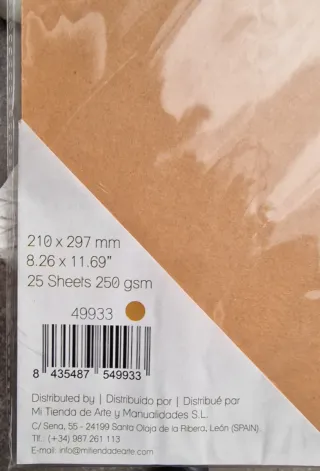 210 x 297 mm
8.26 x 11.69"
25 Sheets 250 gsm
49933
8 435487 549933
Distributed by | Distribuido por | Distribué par
Mi Tienda de Arte y Manualidades S.L.
C/ Sena, 55 - 24199 Santa Olaja de la Ribera, León (SPAIN)
Tlf.: (+34) 987 261 113
E-mail: info@mitiendadearte.com